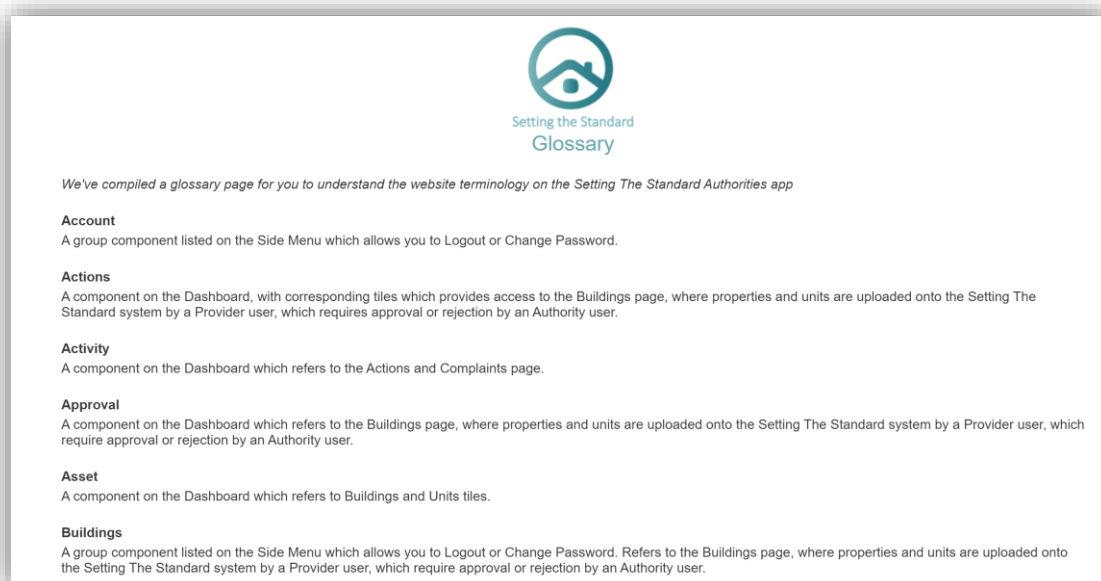 Setting the Standard
Glossary
We've compiled a glossary page for you to understand the website terminology on the Setting The Standard Authorities app
Account
A group component listed on the Side Menu which allows you to Logout or Change Password.
Actions
A component on the Dashboard, with corresponding tiles which provides access to the Buildings page, where properties and units are uploaded onto the Setting The
Standard system by a Provider user, which requires approval or rejection by an Authority user.
Activity
A component on the Dashboard which refers to the Actions and Complaints page.
Approval
A component on the Dashboard which refers to the Buildings page, where properties and units are uploaded onto the Setting The Standard system by a Provider user, which
require approval or rejection by an Authority user.
Asset
A component on the Dashboard which refers to Buildings and Units tiles.
Buildings
A group component listed on the Side Menu which allows you to Logout or Change Password. Refers to the Buildings page, where properties and units are uploaded onto
the Setting The Standard system by a Provider user, which require approval or rejection by an Authority user.